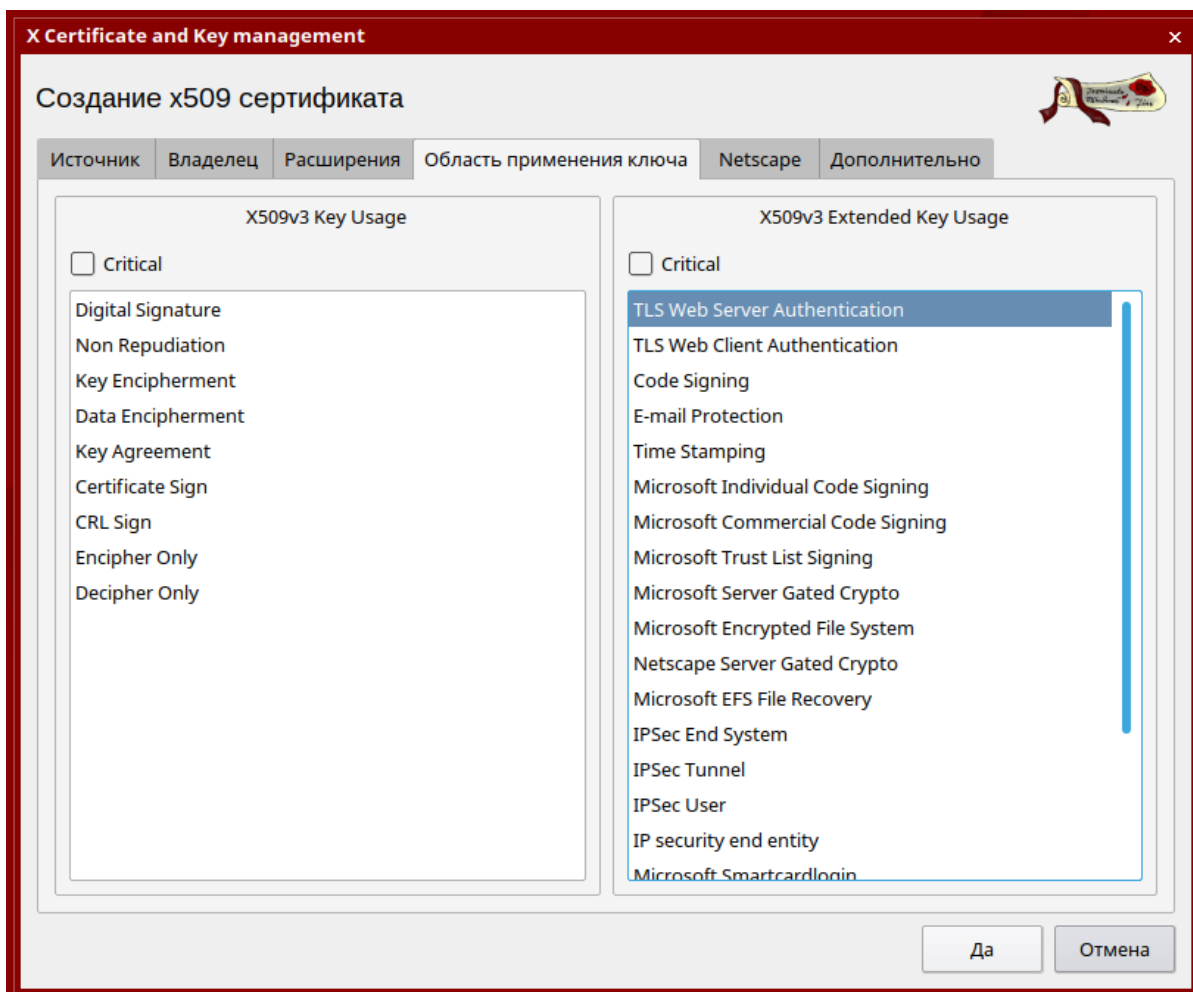 X Certificate and Key management
Создание x509 сертификата
Источник Владелец Расширения Область применения ключа Netscape Дополнительно
X509v3 Key Usage
Critical
Digital Signature
Non Repudiation
Key Encipherment
Data Encipherment
Key Agreement
Certificate Sign
CRL Sign
Encipher Only
Decipher Only
X509v3 Extended Key Usage
Critical
TLS Web Server Authentication
TLS Web Client Authentication
Code Signing
E-mail Protection
Time Stamping
Microsoft Individual Code Signing
Microsoft Commercial Code Signing
Microsoft Trust List Signing
Microsoft Server Gated Crypto
Microsoft Encrypted File System
Netscape Server Gated Crypto
Microsoft EFS File Recovery
IPSec End System
IPSec Tunnel
IPSec User
IP security end entity
Microsoft Smartcardlogin
Да Отмена